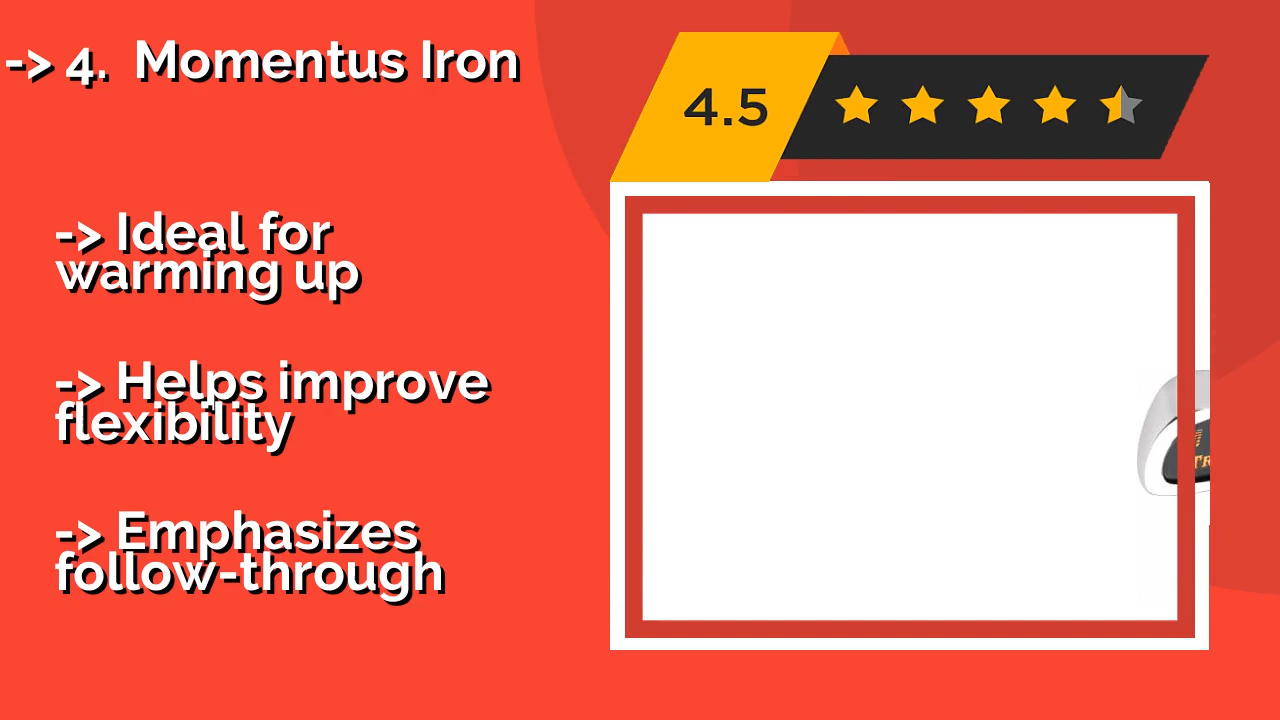 -> 4.  Momentus Iron
4.5
-> Ideal for
warming up
-> Helps improve
flexibility
-> Emphasizes
follow-through